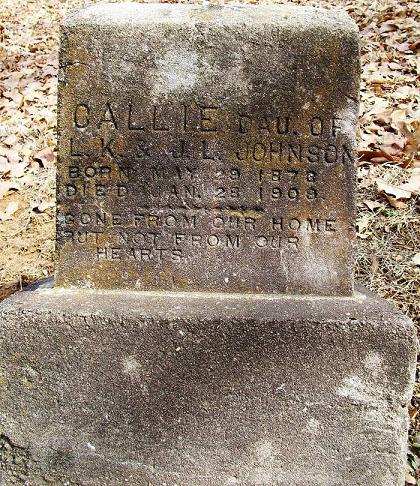 CALLIE DAU. OF
L. K. & J. L. JOHNSON
BORN MAY 29 1878
DIED JAN. 25 1909.
GONE FROM OUR HOME
BUT NOT FROM OUR
HEARTS.